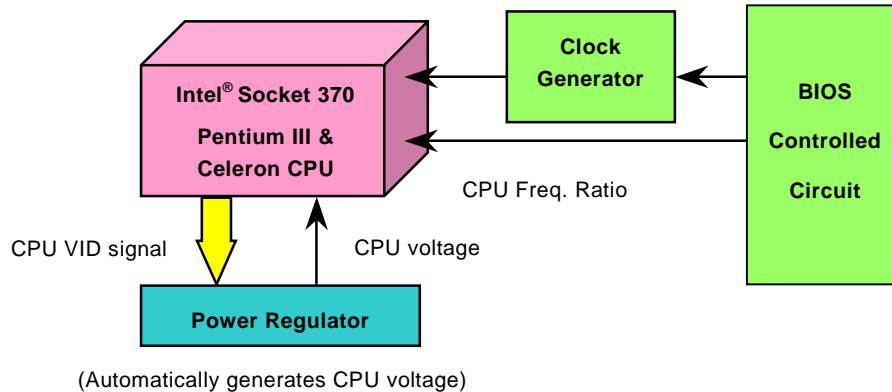 Clock
Generator
Intel® Socket 370
Pentium III &
Celeron CPU
BIOS
Controlled
Circuit
CPU Freq. Ratio
CPU VID signal
CPU voltage
Power Regulator
(Automatically generates CPU voltage)